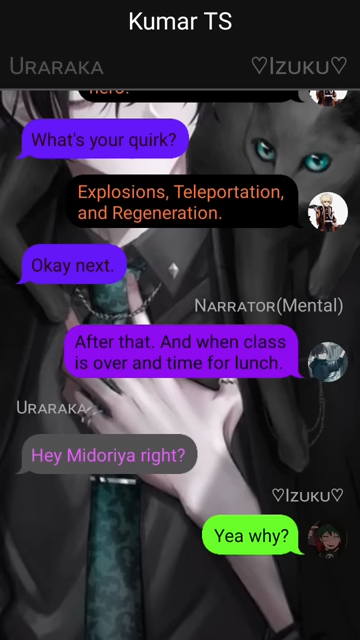 Kumar TS
Uraraka
♡Izuku♡
hero.
What's your quirk?
Explosions, Teleportation,
and Regeneration.
Okay next.
Narrator(Mental)
After that. And when class
is over and time for lunch.
Uraraka
Hey Midoriya right?
♡Izuku♡
Yea why?